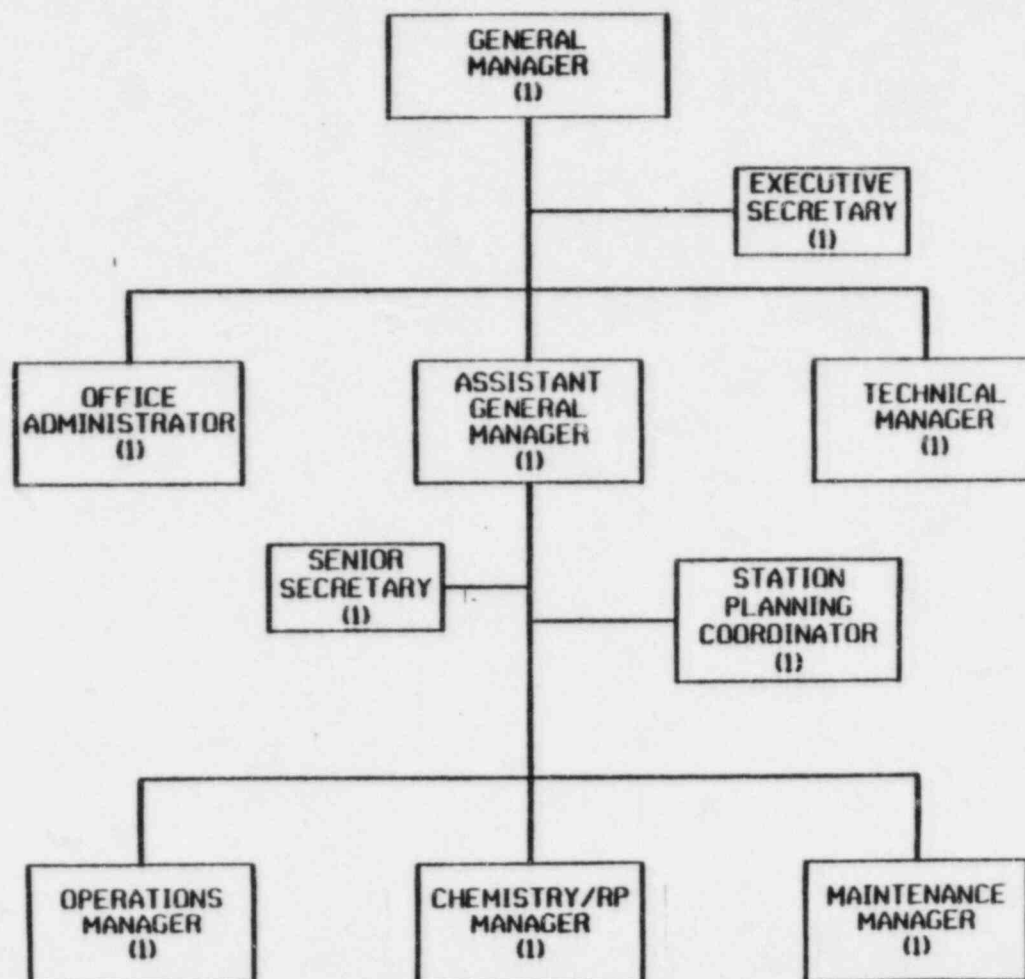 GENERAL
MANAGER
(1)
EXECUTIVE
SECRETARY
(1)
OFFICE
ADMINISTRATOR
(1)
ASSISTANT
GENERAL
MANAGER
(1)
TECHNICAL
MANAGER
(1)
SENIOR
SECRETARY
(1)
STATION
PLANNING
COORDINATOR
(1)
OPERATIONS
MANAGER
(1)
CHEMISTRY/RP
MANAGER
(1)
MAINTENANCE
MANAGER
(1)